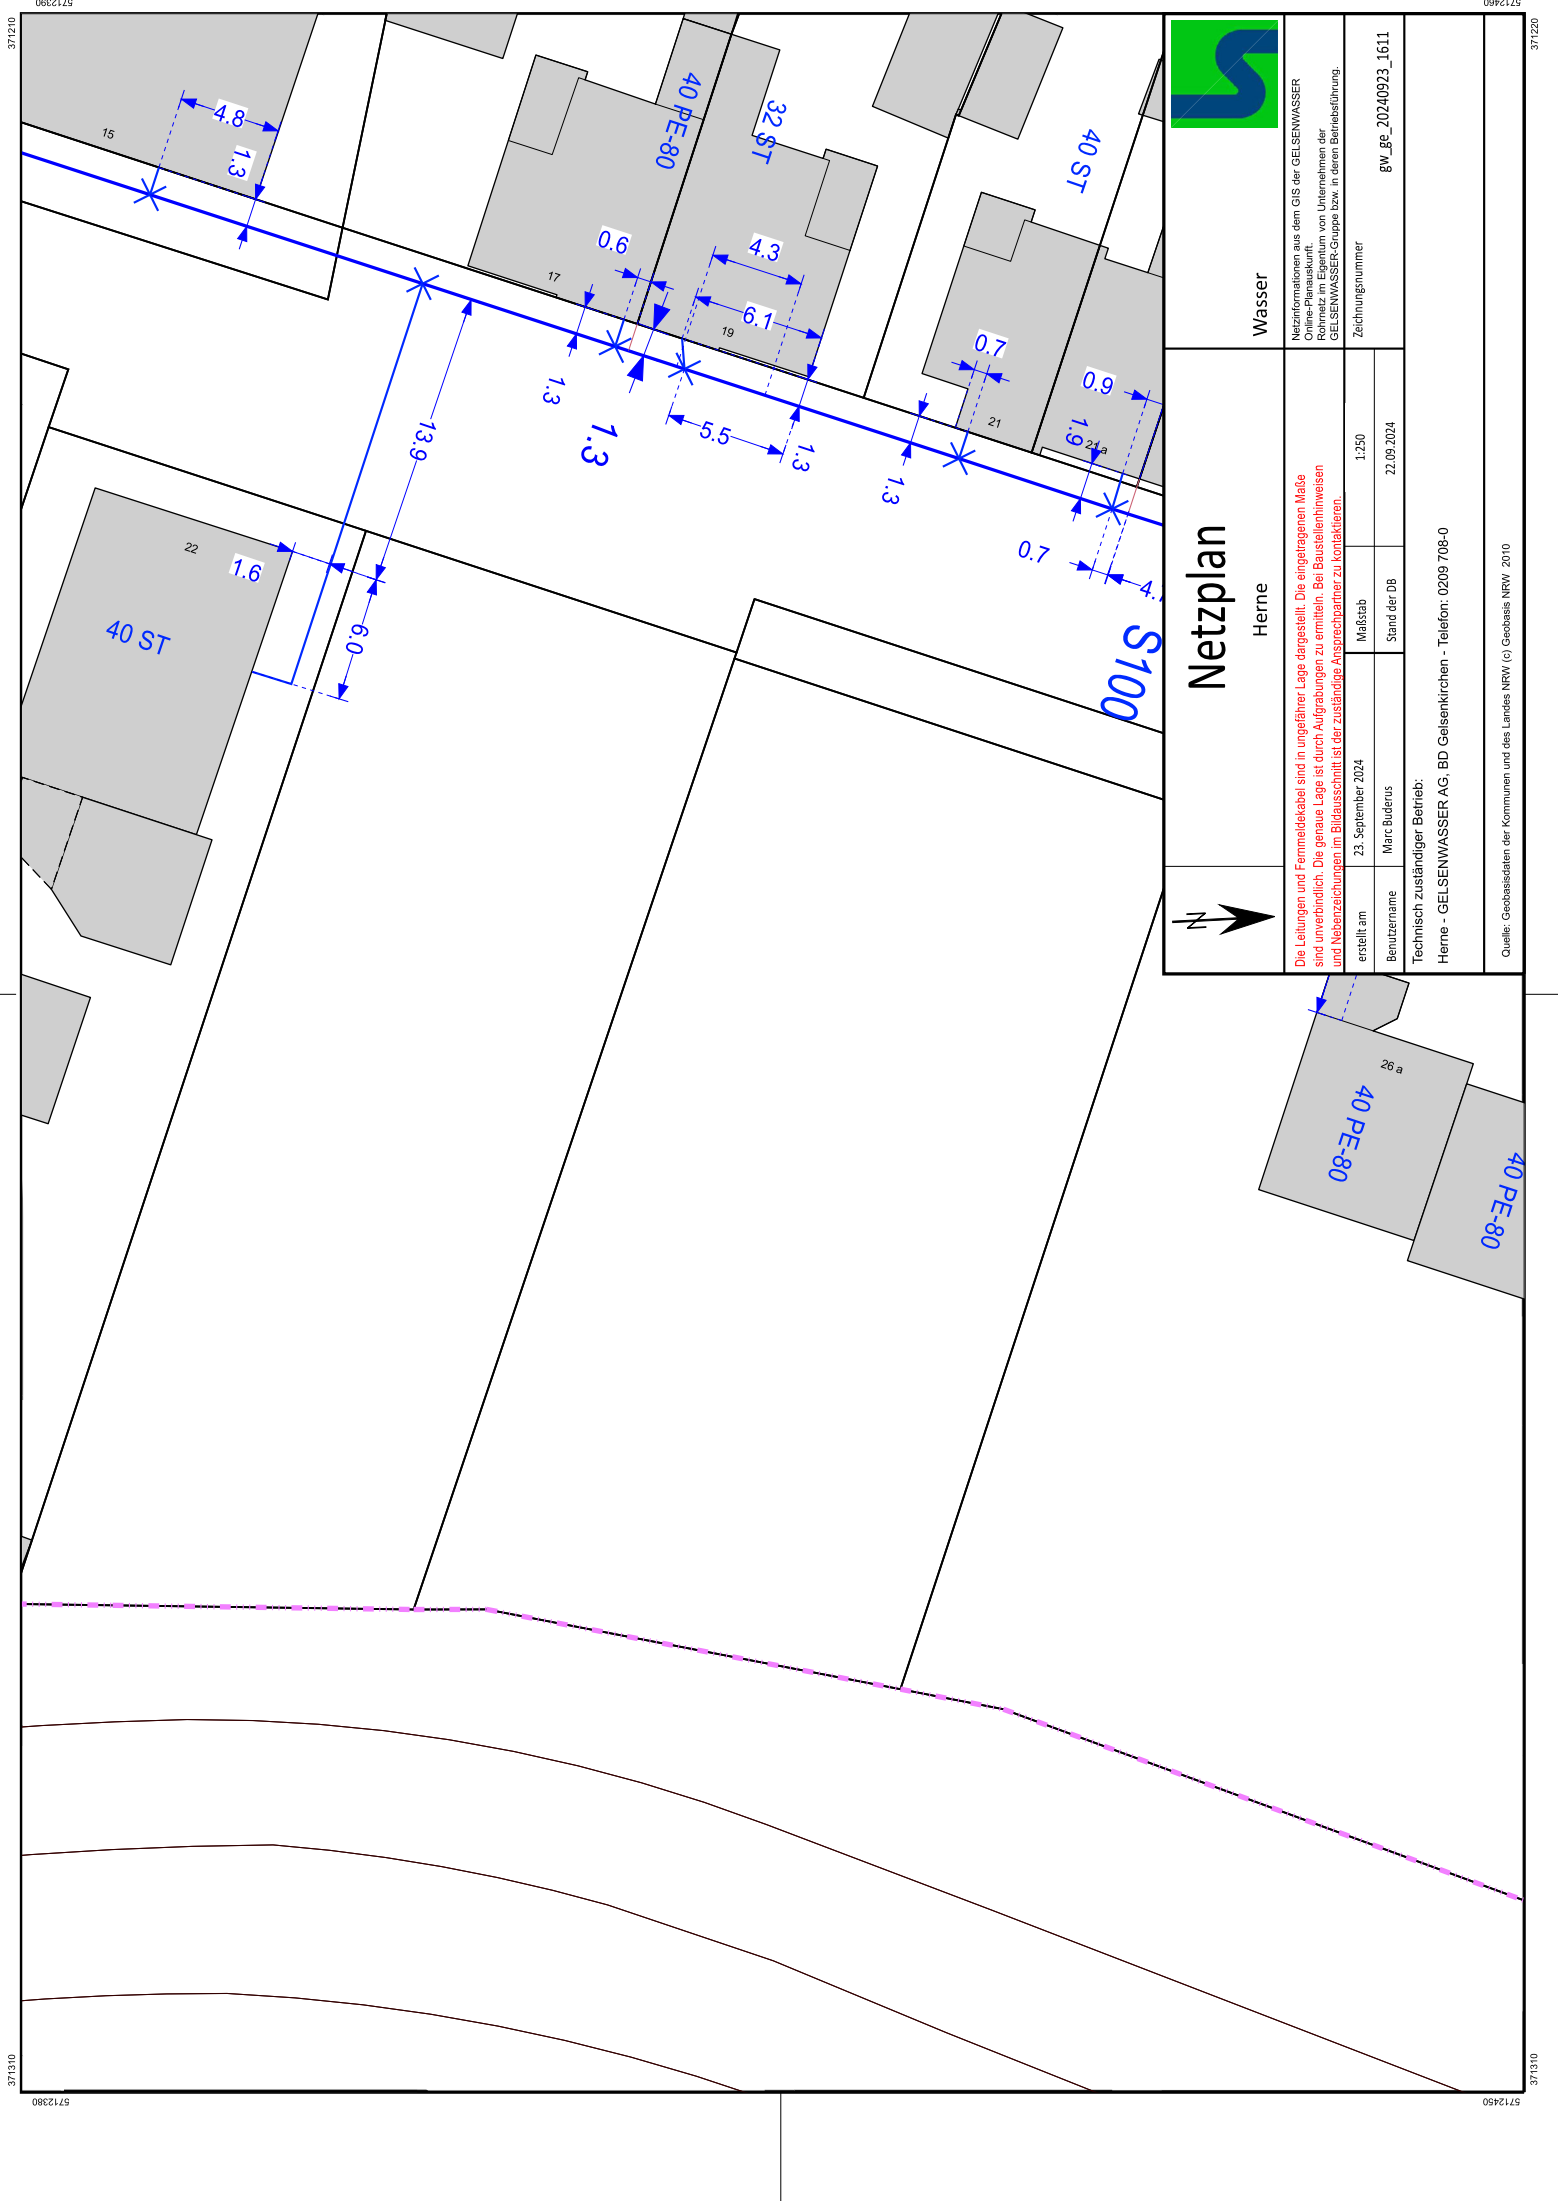 5712390
5712460
371210
371220
15
4.8
1.3
40 PE-80
32 ST
40 ST
0.6
4.3
17
6.1
19
0.7
0.9
21
1.9
21 a
1.3
1.3
5.5
1.3
1.3
13.9
22
1.6
40 ST
6.0
0.7
S100
26 a
40 PE-80
40 PE-80
Netzplan
Herne
Wasser
N
Die Leitungen und Fernmeldekabel sind in ungefährer Lage dargestellt. Die eingetragenen Maße
sind unverbindlich. Die genaue Lage ist durch Aufgrabungen zu ermitteln. Bei Baustellenhinweisen
und Nebenzeichnungen im Bildausschnitt ist der zuständige Ansprechpartner zu kontaktieren.
Netzinformationen aus dem GIS der GELSENWASSER
Online-Planauskunft.
Rohrnetz im Eigentum von Unternehmen der
GELSENWASSER-Gruppe bzw. in deren Betriebsführung.
erstellt am
23. September 2024
Maßstab
1:250
Zeichnungsnummer
Benutzername
Marc Buderus
Stand der DB
22.09.2024
gw_ge_20240923_1611
Technisch zuständiger Betrieb:
Herne - GELSENWASSER AG, BD Gelsenkirchen - Telefon: 0209 708-0
Quelle: Geobasisdaten der Kommunen und des Landes NRW (c) Geobasis NRW 2010
371310
371310
5712380
5712450